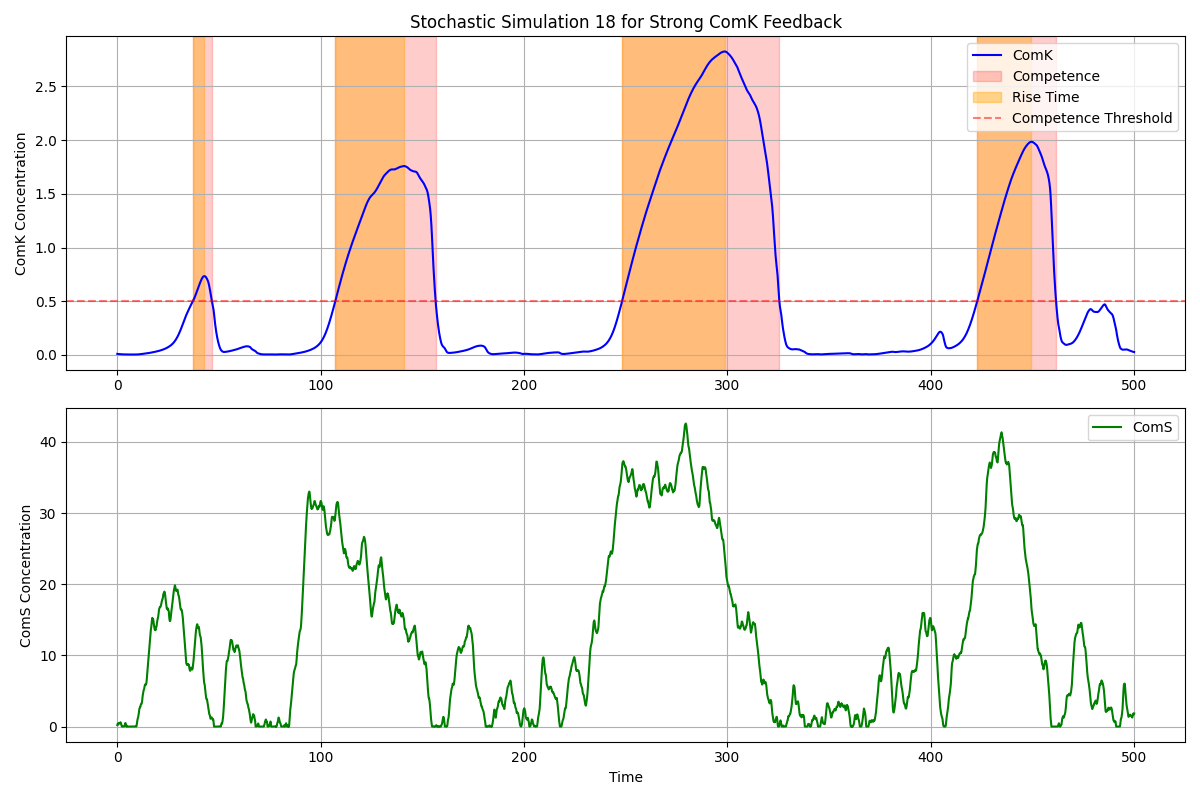 Stochastic Simulation 18 for Strong ComK Feedback
ComK Concentration
2.5
2.0
1.5
1.0
0.5
0.0
ComK
Competence
Rise Time
Competence Threshold
0 100 200 300 400 500
ComS Concentration
40
30
20
10
0
ComS
0 100 200 300 400 500
Time